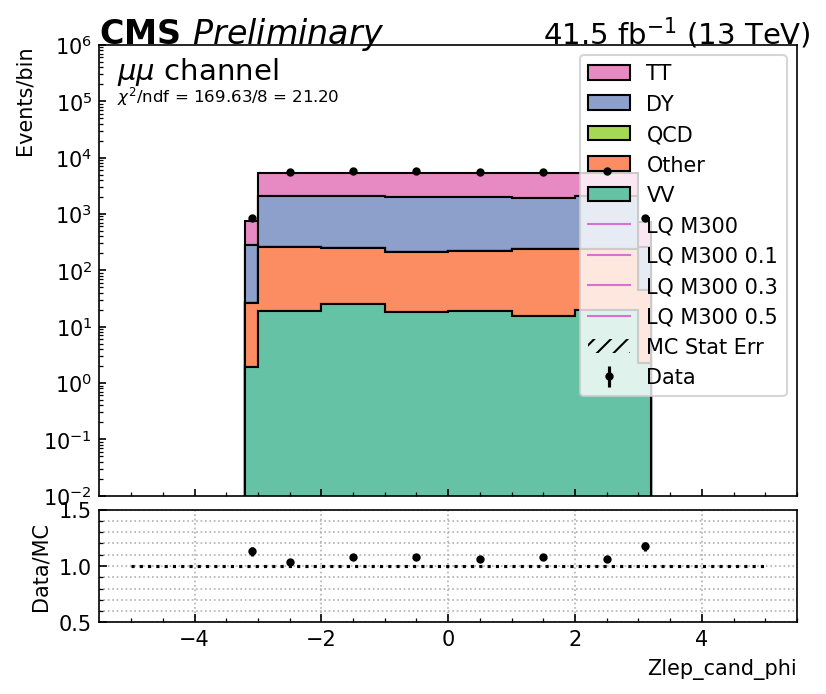 CMS Preliminary 41.5 fb⁻¹ (13 TeV)
μμ channel
χ²/ndf = 169.63/8 = 21.20
Events/bin
10⁶
10⁵
10⁴
10³
10²
10¹
10⁰
10⁻¹
10⁻²
TT
DY
QCD
Other
VV
LQ M300
LQ M300 0.1
LQ M300 0.3
LQ M300 0.5
MC Stat Err
Data
Data/MC
1.5
1.0
0.5
−4 −2 0 2 4
Zlep_cand_phi